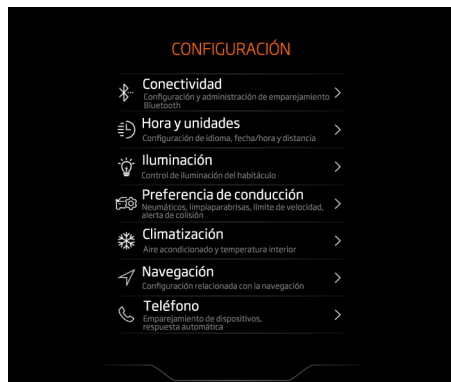 CONFIGURACIÓN
Conectividad
Configuración y administración de emparejamiento
Bluetooth
Hora y unidades
Configuración de idioma, fecha/hora y distancia
Iluminación
Control de iluminación del habitáculo
Preferencia de conducción
Neumáticos, limpiaparabrisas, límite de velocidad,
alerta de colisión
Climatización
Aire acondicionado y temperatura interior
Navegación
Configuración relacionada con la navegación
Teléfono
Emparejamiento de dispositivos,
respuesta automática